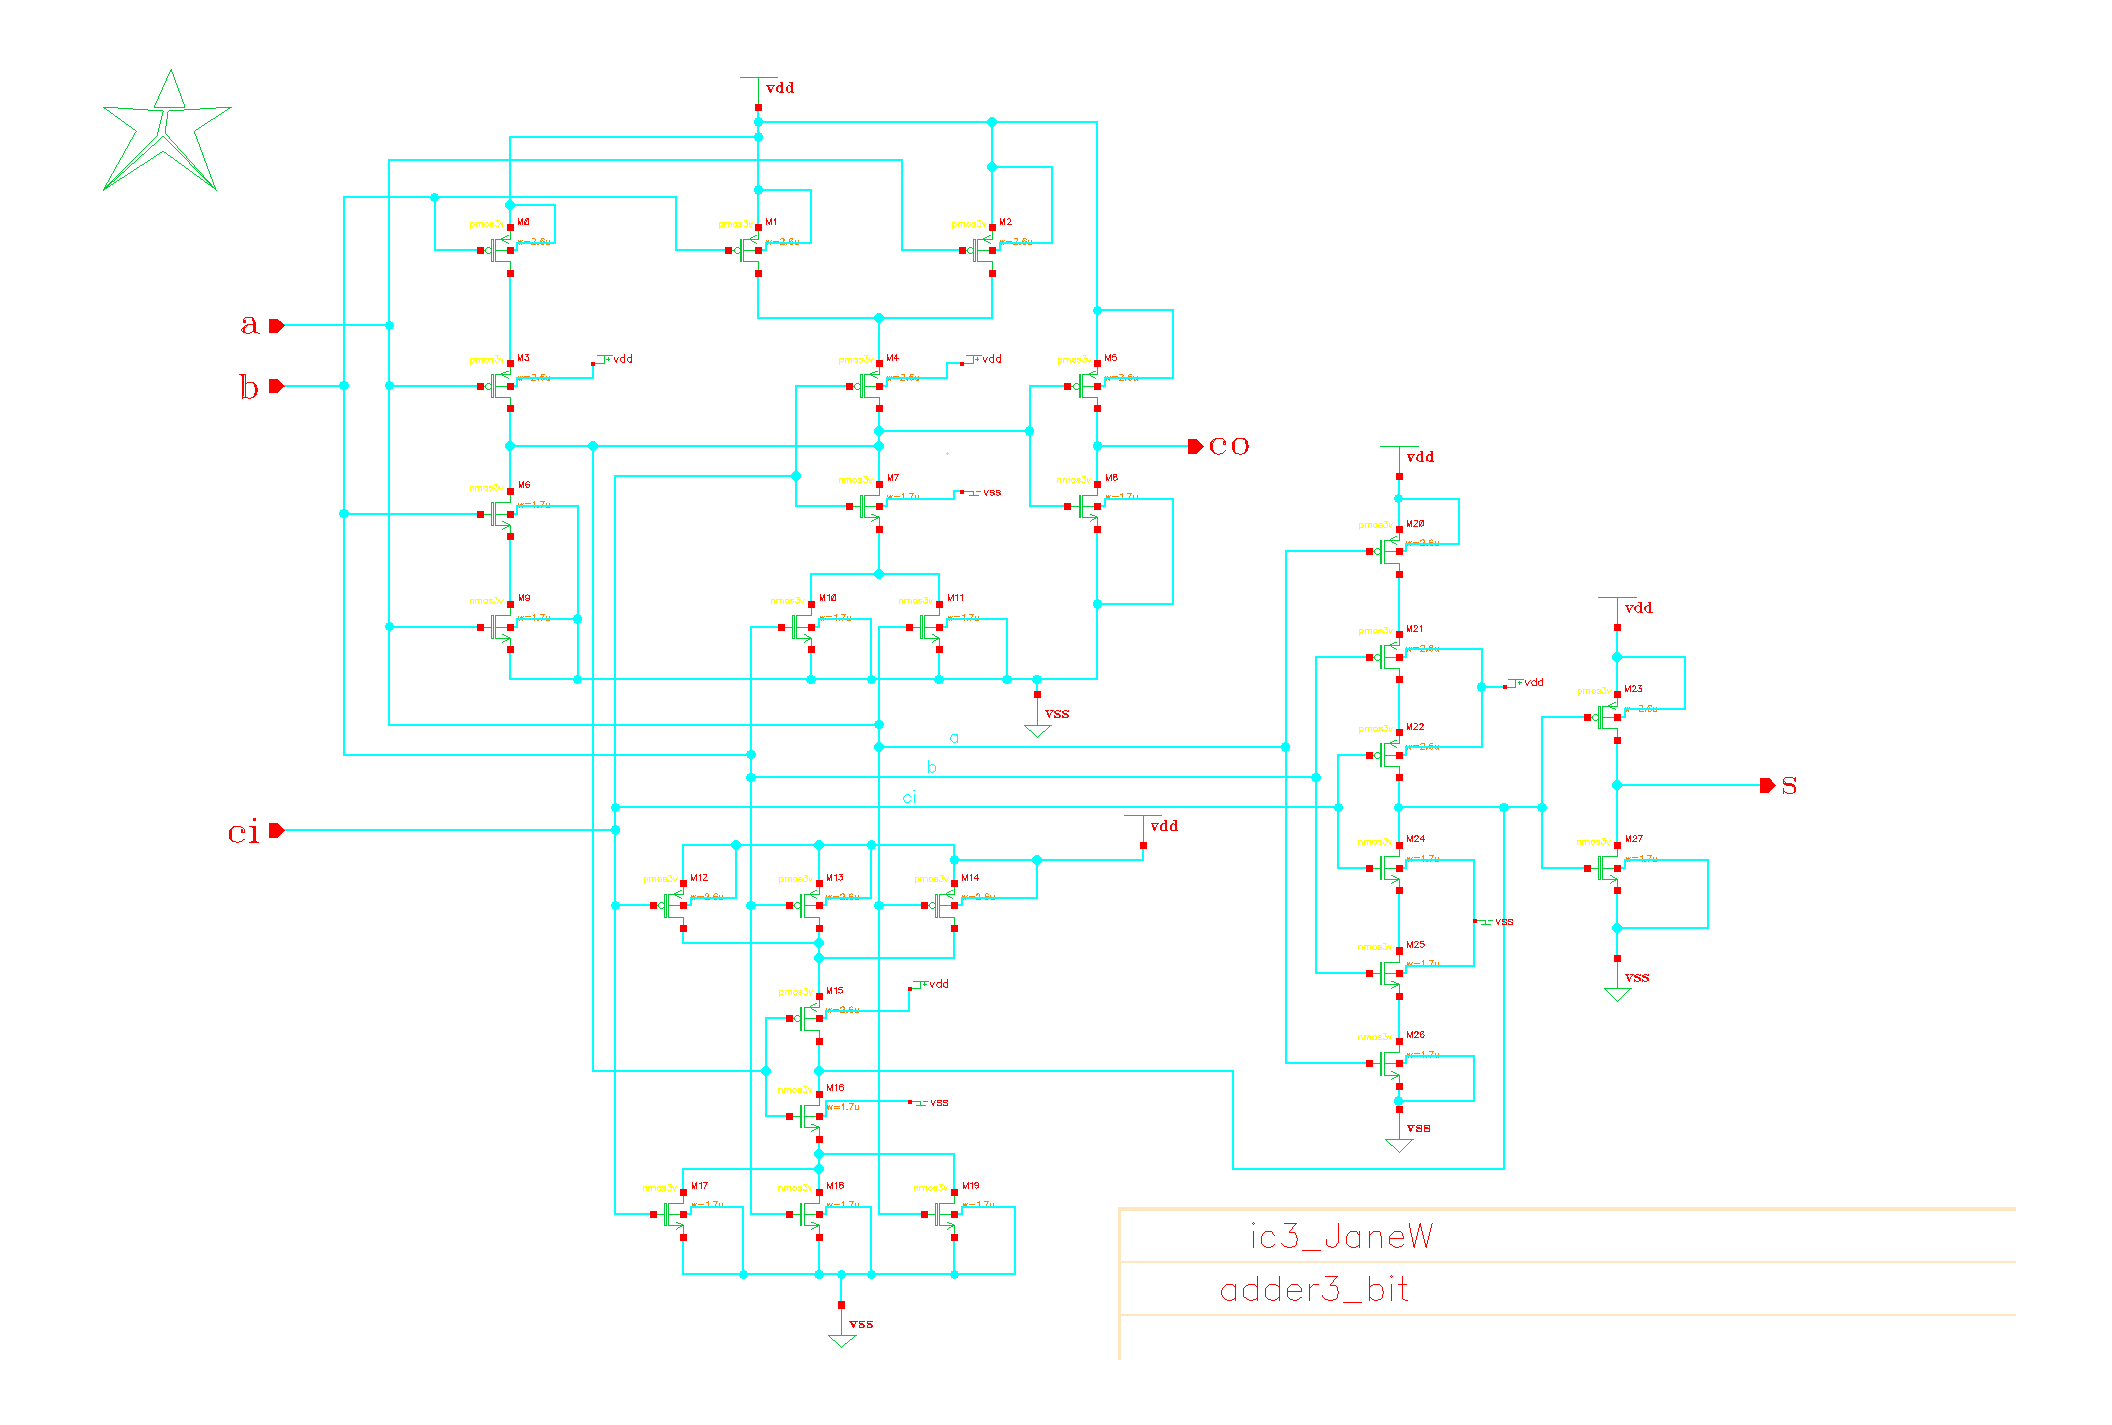 vdd
pmos3v M0
w=2.6u
pmos3v M1
w=2.6u
pmos3v M2
w=2.6u
a
b
pmos3v M3
w=2.6u
vdd
pmos3v M4
w=2.6u
vdd
pmos3v M5
w=2.6u
co
nmos3v M6
w=1.7u
nmos3v M7
w=1.7u
vss
nmos3v M8
w=1.7u
nmos3v M9
w=1.7u
nmos3v M10
w=1.7u
nmos3v M11
w=1.7u
vss
a
b
ci
ci
vdd
pmos3v M20
w=2.6u
pmos3v M21
w=2.6u
vdd
pmos3v M22
w=2.6u
vdd
pmos3v M23
w=2.6u
s
nmos3v M24
w=1.7u
vss
nmos3v M25
w=1.7u
nmos3v M26
w=1.7u
vss
nmos3v M27
w=1.7u
vss
vdd
pmos3v M12
w=2.6u
pmos3v M13
w=2.6u
pmos3v M14
w=2.6u
pmos3v M15
w=2.6u
vdd
nmos3v M16
w=1.7u
vss
nmos3v M17
w=1.7u
nmos3v M18
w=1.7u
nmos3v M19
w=1.7u
vss
ic3_JaneW
adder3_bit